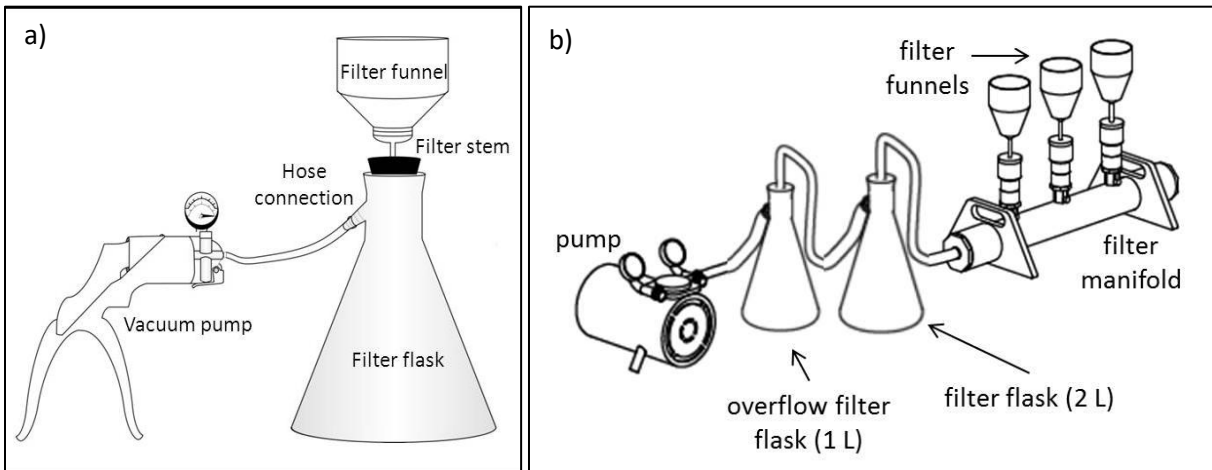 a)
Filter funnel
Filter stem
Hose
connection
Vacuum pump
Filter flask
b)
filter
funnels
pump
filter
manifold
overflow filter
flask (1 L)
filter flask (2 L)